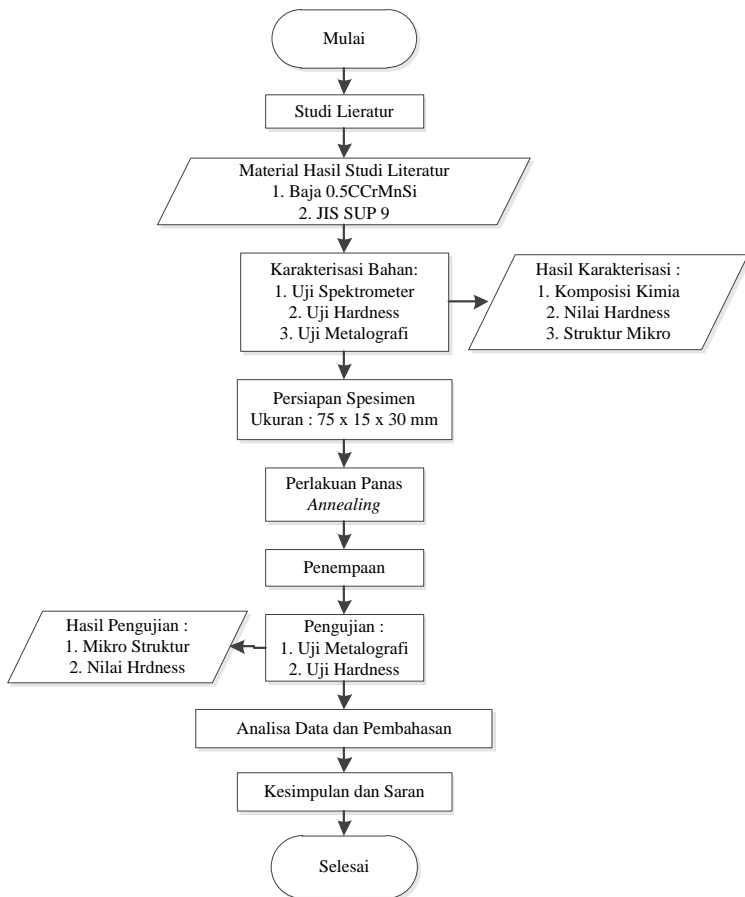 Mulai
Studi Lieratur
Material Hasil Studi Literatur
1. Baja 0.5CCrMnSi
2. JIS SUP 9
Karakterisasi Bahan:
1. Uji Spektrometer
2. Uji Hardness
3. Uji Metalografi
Hasil Karakterisasi :
1. Komposisi Kimia
2. Nilai Hardness
3. Struktur Mikro
Persiapan Spesimen
Ukuran : 75 x 15 x 30 mm
Perlakuan Panas
Annealing
Penempaan
Pengujian :
1. Uji Metalografi
2. Uji Hardness
Hasil Pengujian :
1. Mikro Struktur
2. Nilai Hrdness
Analisa Data dan Pembahasan
Kesimpulan dan Saran
Selesai